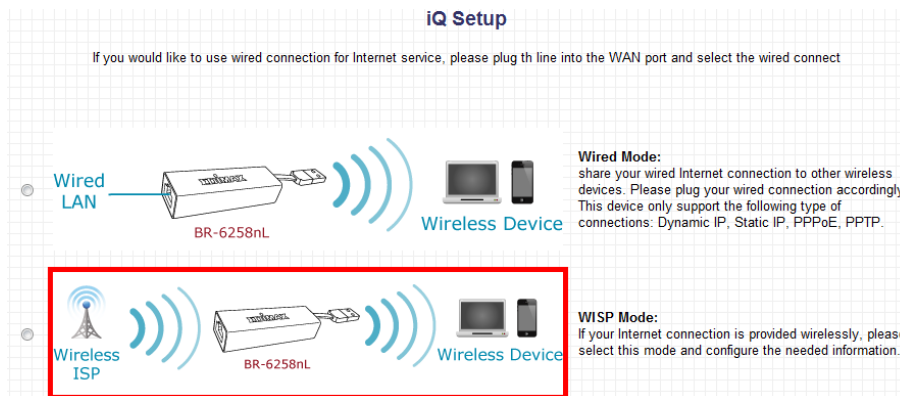 iQ Setup
If you would like to use wired connection for Internet service, please plug th line into the WAN port and select the wired connect
Wired
LAN
BR-6258nL
Wireless Device
Wired Mode:
share your wired Internet connection to other wireless
devices. Please plug your wired connection accordingly
This device only support the following type of
connections: Dynamic IP, Static IP, PPPoE, PPTP.
Wireless
ISP
BR-6258nL
Wireless Device
WISP Mode:
If your Internet connection is provided wirelessly, please
select this mode and configure the needed information.